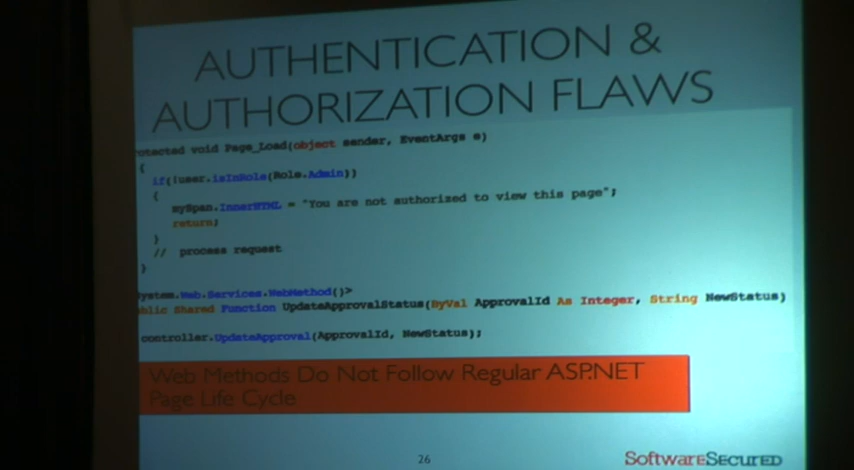 AUTHENTICATION &
AUTHORIZATION FLAWS
otected void Page_Load(object sender, EventArgs e)
{
if(!user.isInRole(Role.Admin))
{
mySpan.InnerHTML = "You are not authorized to view this page";
return;
}
// process request
}
ystem.Web.Services.WebMethod()>
blic Shared Function UpdateApprovalStatus(ByVal ApprovalId As Integer, String NewStatus)
controller.UpdateApproval(ApprovalId, NewStatus);
Web Methods Do Not Follow Regular ASP.NET
Page Life Cycle
26
SOFTWARESECURED